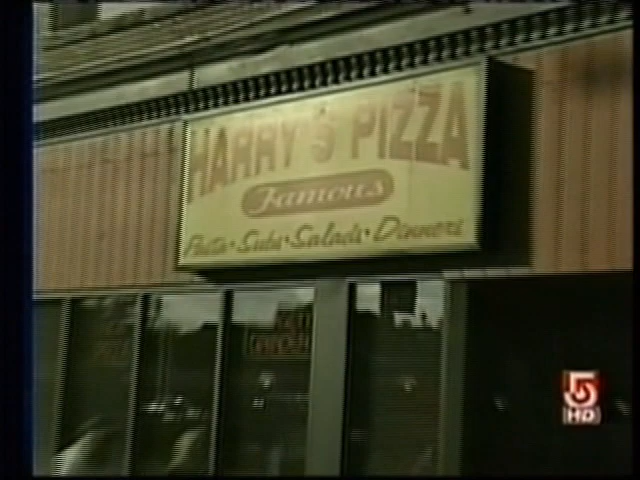 HARRY'S PIZZA
Famous
Pasta • Subs • Salads • Dinners
5
HD